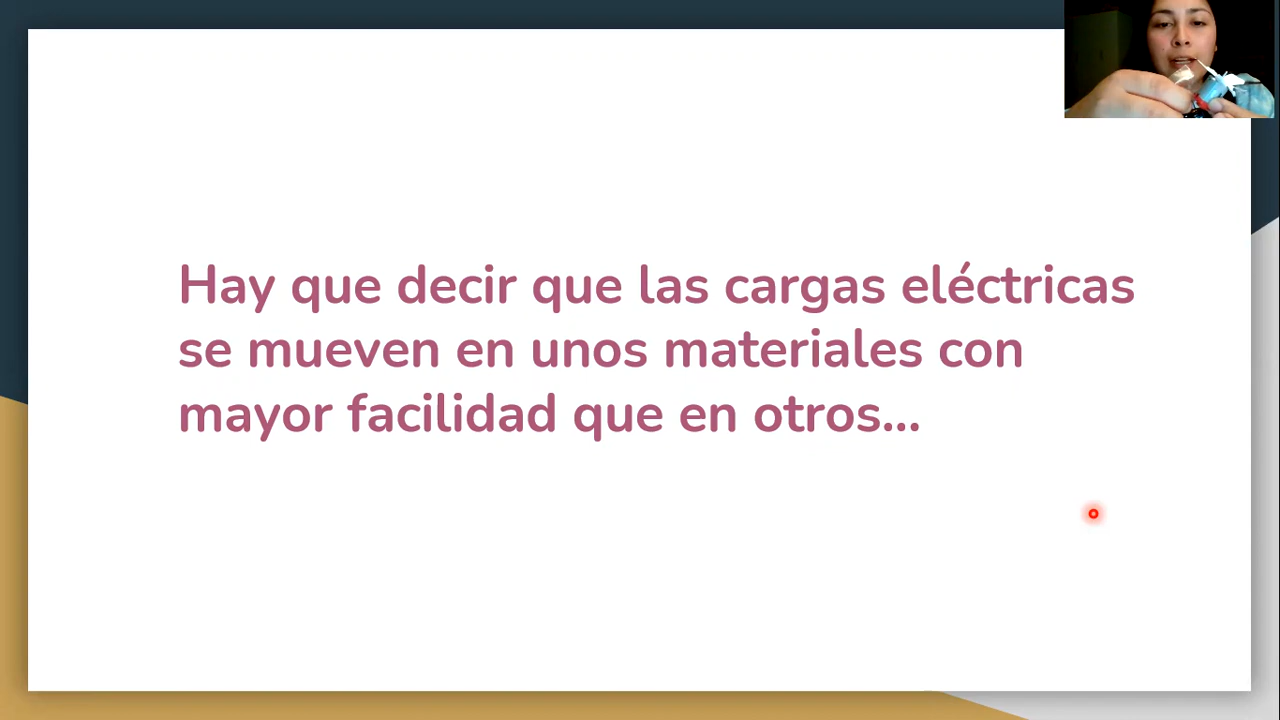 Hay que decir que las cargas eléctricas
se mueven en unos materiales con
mayor facilidad que en otros...